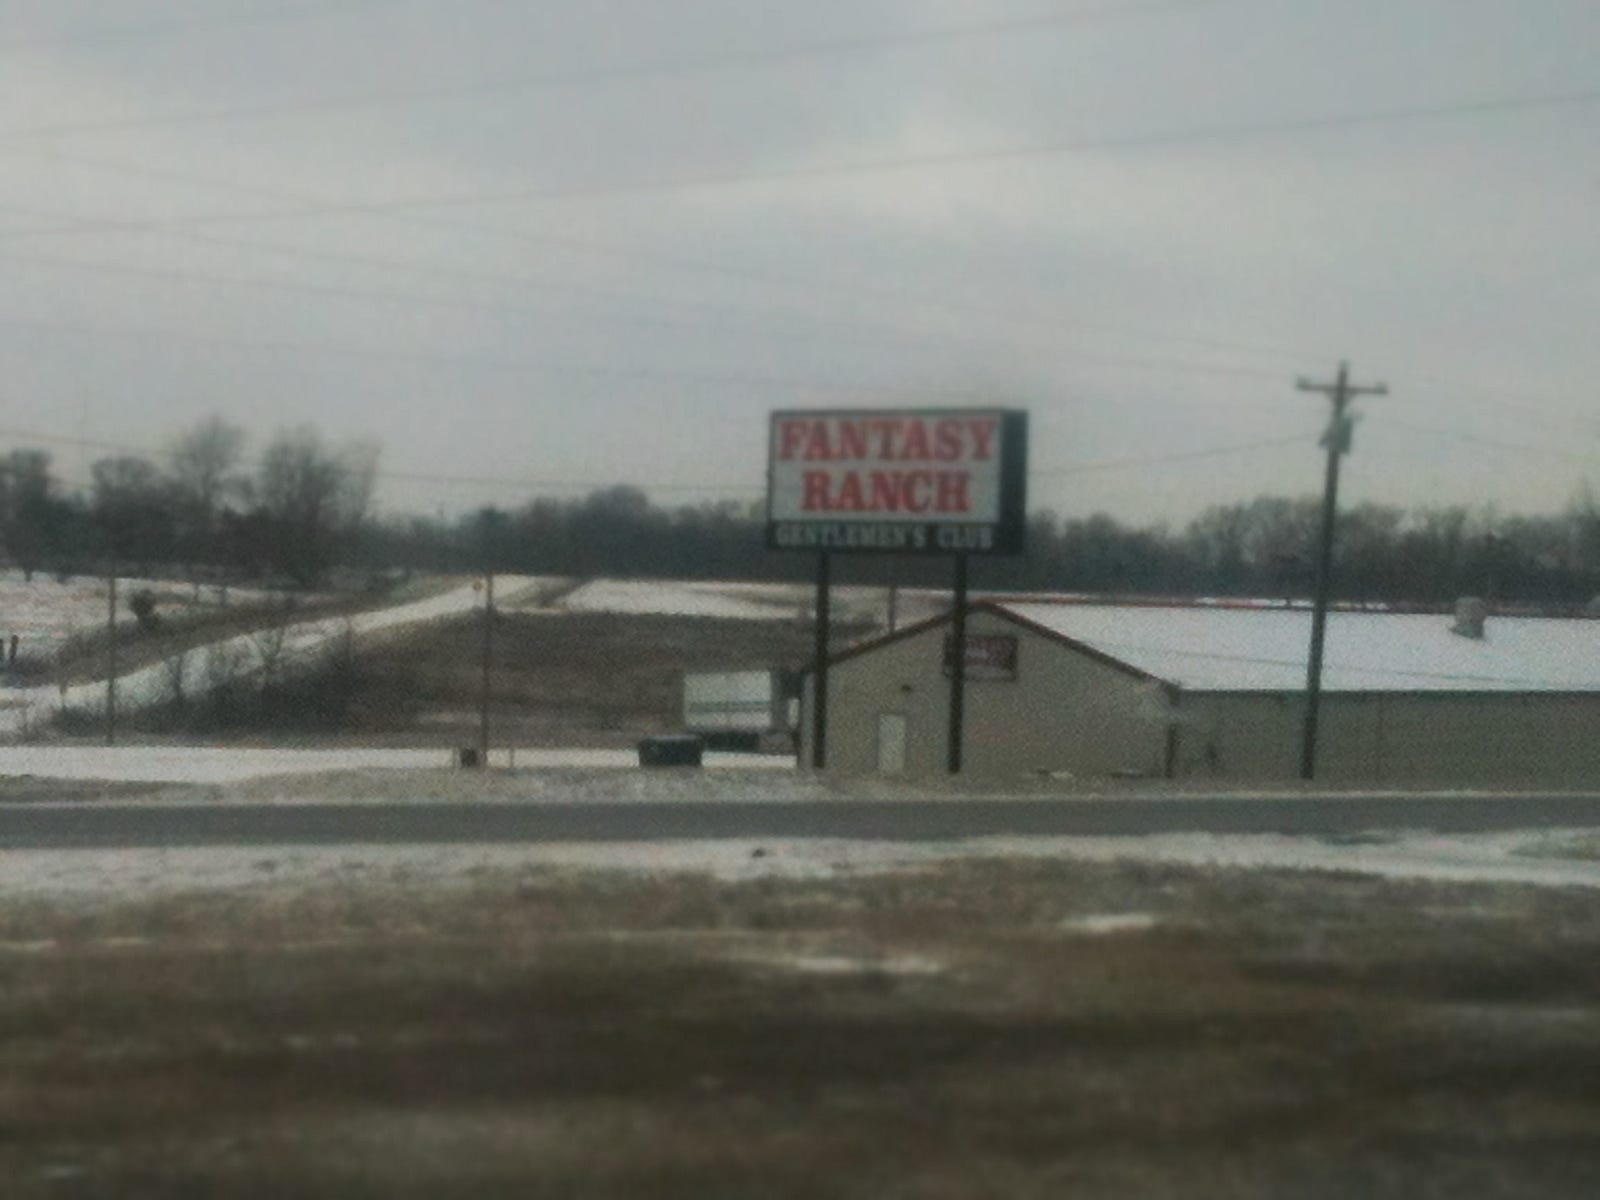 FANTASY
RANCH
GENTLEMEN'S CLUB